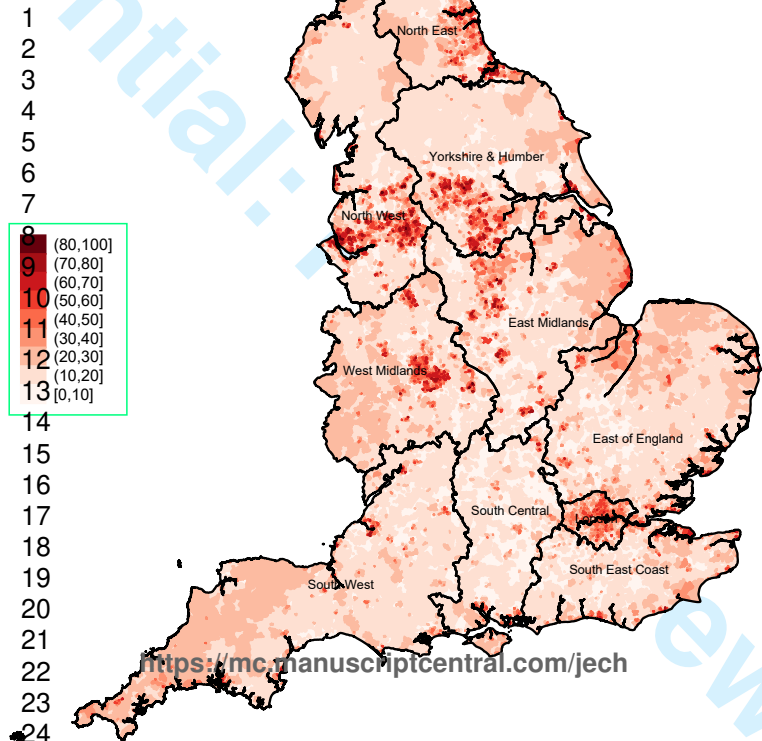 1
2
3
4
5
6
7
8
9
10
11
12
13
14
15
16
17
18
19
20
21
22
23
24
ntial:
ew
(80,100]
(70,80]
(60,70]
(50,60]
(40,50]
(30,40]
(20,30]
(10,20]
[0,10]
North East
Yorkshire & Humber
North West
East Midlands
West Midlands
East of England
South Central
London
South East Coast
South West
https://mc.manuscriptcentral.com/jech